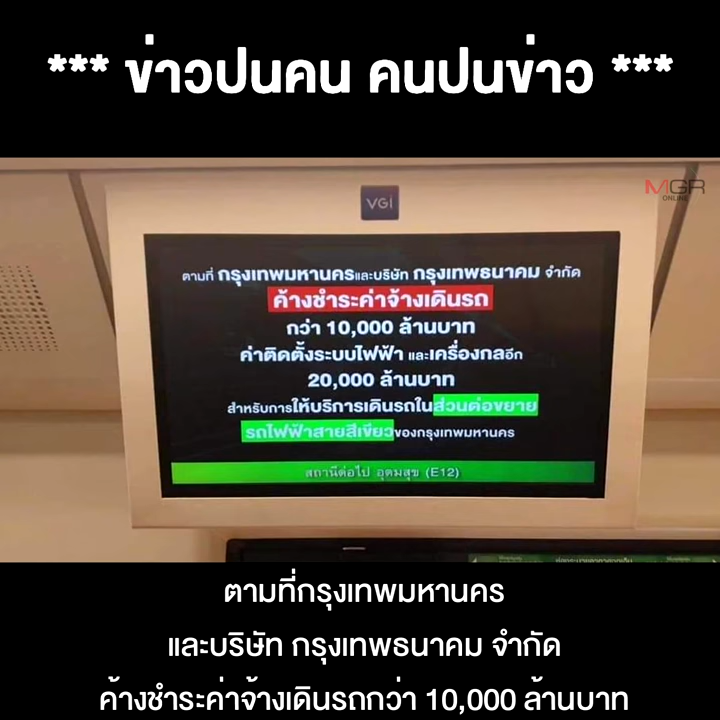 *** ข่าวปนคน คนปนข่าว ***
MGR
ONLINE
VGI
ตามที่ กรุงเทพมหานครและบริษัท กรุงเทพธนาคม จำกัด
ค้างชำระค่าจ้างเดินรถ
กว่า 10,000 ล้านบาท
ค่าติดตั้งระบบไฟฟ้า และเครื่องกลอีก
20,000 ล้านบาท
สำหรับการให้บริการเดินรถในส่วนต่อขยาย
รถไฟฟ้าสายสีเขียวของกรุงเทพมหานคร
สถานีต่อไป อุดมสุข (E12)
ตามที่กรุงเทพมหานคร
และบริษัท กรุงเทพธนาคม จำกัด
ค้างชำระค่าจ้างเดินรถกว่า 10,000 ล้านบาท